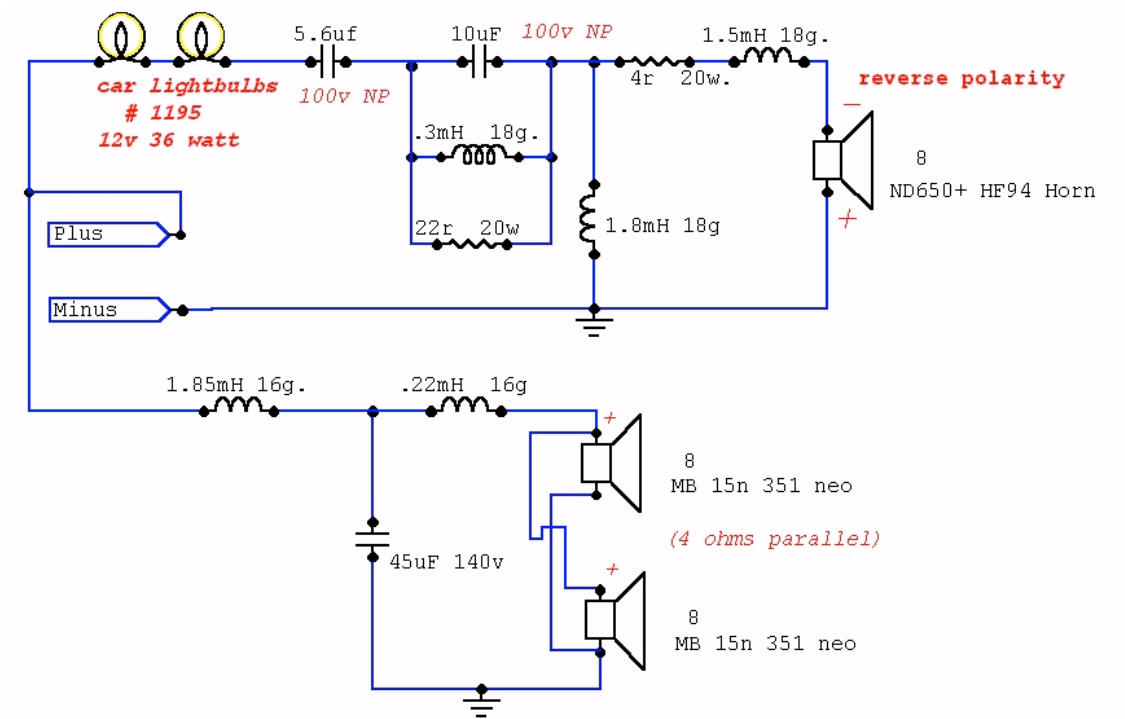 5.6uf
10uF
100v NP
1.5mH 18g.
car lightbulbs
# 1195
12v 36 watt
100v NP
4r 20w.
reverse polarity
−
.3mH 18g.
8
ND650+ HF94 Horn
+
22r 20w
1.8mH 18g
Plus
Minus
1.85mH 16g.
.22mH 16g
+
8
MB 15n 351 neo
(4 ohms parallel)
45uF 140v
+
8
MB 15n 351 neo